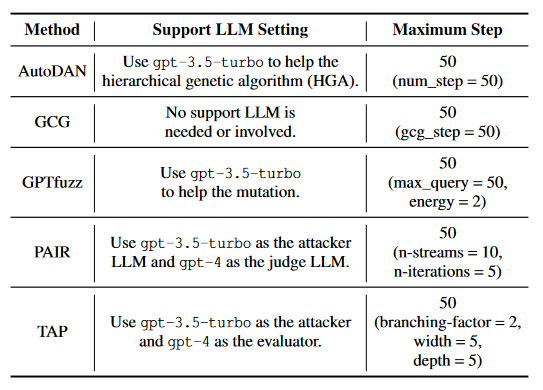 Method Support LLM Setting Maximum Step
AutoDAN
Use gpt-3.5-turbo to help the
hierarchical genetic algorithm (HGA).
50
(num_step = 50)
GCG
No support LLM is
needed or involved.
50
(gcg_step = 50)
GPTfuzz
Use gpt-3.5-turbo
to help the mutation.
50
(max_query = 50,
energy = 2)
PAIR
Use gpt-3.5-turbo as the attacker
LLM and gpt-4 as the judge LLM.
50
(n-streams = 10,
n-iterations = 5)
TAP
Use gpt-3.5-turbo as the attacker
and gpt-4 as the evaluator.
50
(branching-factor = 2,
width = 5,
depth = 5)